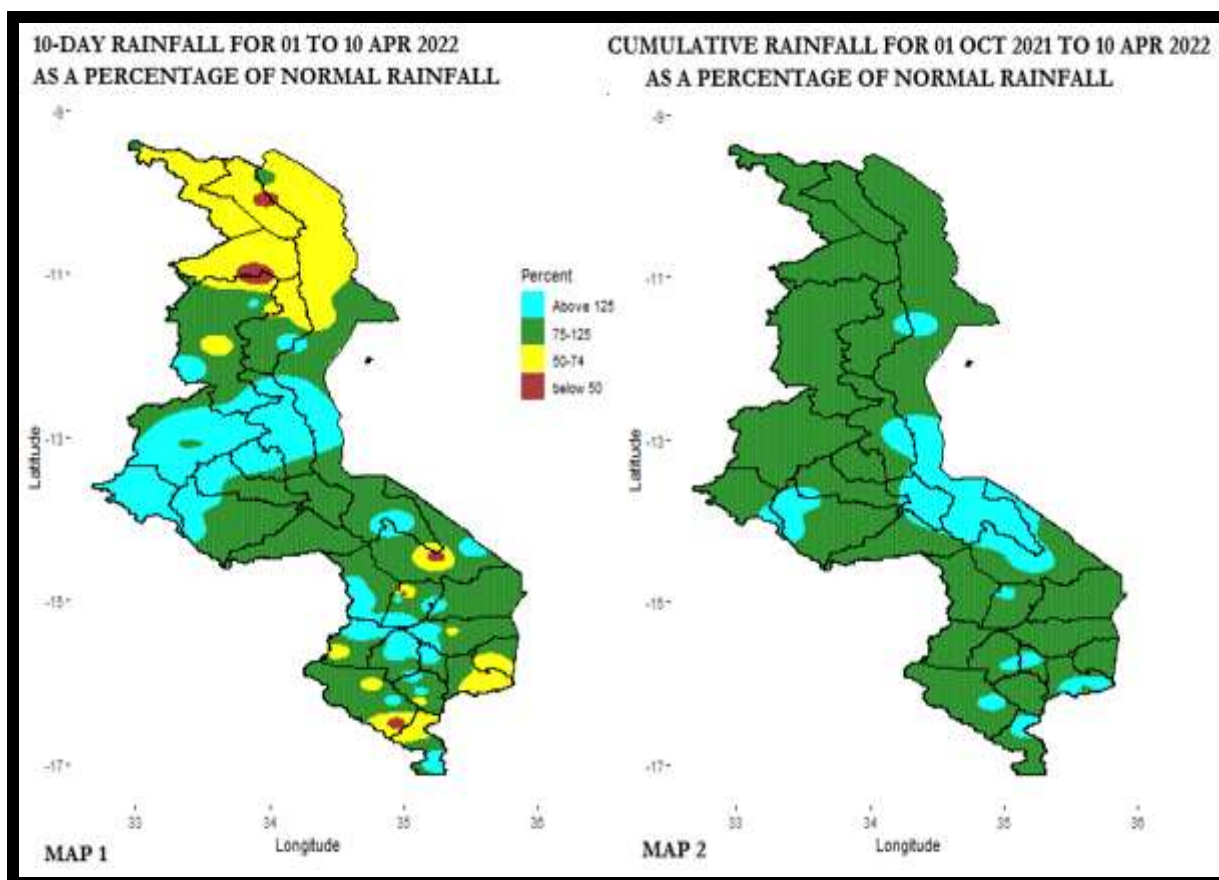 10-DAY RAINFALL FOR 01 TO 10 APR 2022
AS A PERCENTAGE OF NORMAL RAINFALL
CUMULATIVE RAINFALL FOR 01 OCT 2021 TO 10 APR 2022
AS A PERCENTAGE OF NORMAL RAINFALL
-9
-11
-13
-15
-17
Latitude
33
34
35
36
Longitude
MAP 1
Percent
Above 125
75-125
50-74
below 50
-9
-11
-13
-15
-17
Latitude
33
34
35
36
Longitude
MAP 2